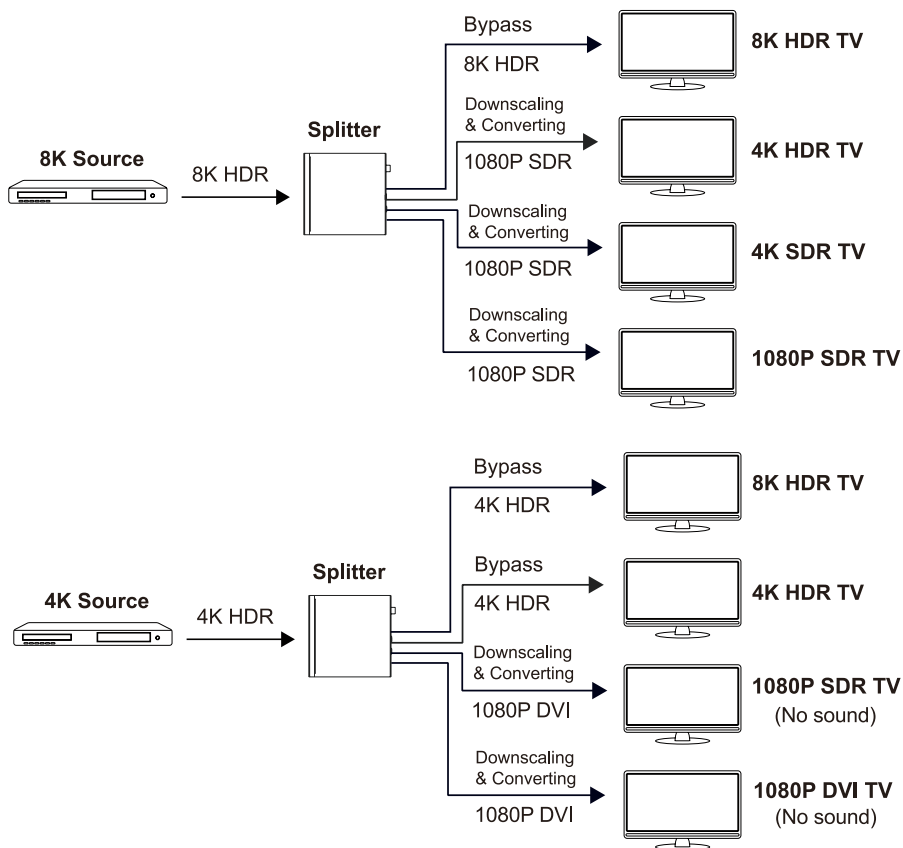 Bypass
8K HDR
8K HDR TV
Downscaling
& Converting
1080P SDR
4K HDR TV
Splitter
8K Source
8K HDR
Downscaling
& Converting
1080P SDR
4K SDR TV
Downscaling
& Converting
1080P SDR
1080P SDR TV
Bypass
4K HDR
8K HDR TV
Splitter
Bypass
4K HDR
4K HDR TV
4K Source
4K HDR
Downscaling
& Converting
1080P DVI
1080P SDR TV
(No sound)
Downscaling
& Converting
1080P DVI
1080P DVI TV
(No sound)